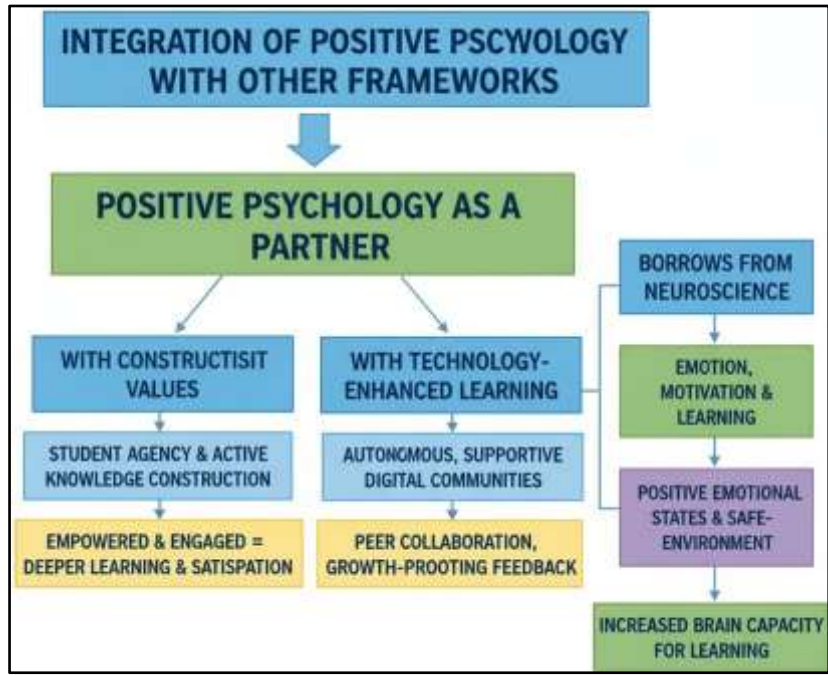 INTEGRATION OF POSITIVE PSCWOLOGY
WITH OTHER FRAMEWORKS
POSITIVE PSYCHOLOGY AS A
PARTNER
WITH CONSTRUCTISIT
VALUES
STUDENT AGENCY & ACTIVE
KNOWLEDGE CONSTRUCTION
EMPOWERED & ENGAGED =
DEEPER LEARNING & SATISPATION
WITH TECHNOLOGY-
ENHANCED LEARNING
AUTONOMOUS, SUPPORTIVE
DIGITAL COMMUNITIES
PEER COLLABORATION,
GROWTH-PROOTING FEEDBACK
BORROWS FROM
NEUROSCIENCE
EMOTION,
MOTIVATION &
LEARNING
POSITIVE EMOTIONAL
STATES & SAFE-
ENVIRONMENT
INCREASED BRAIN CAPACITY
FOR LEARNING